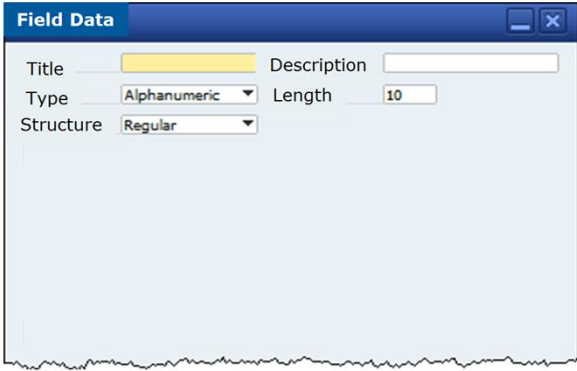 Field Data
Title Description
Type Alphanumeric Length 10
Structure Regular